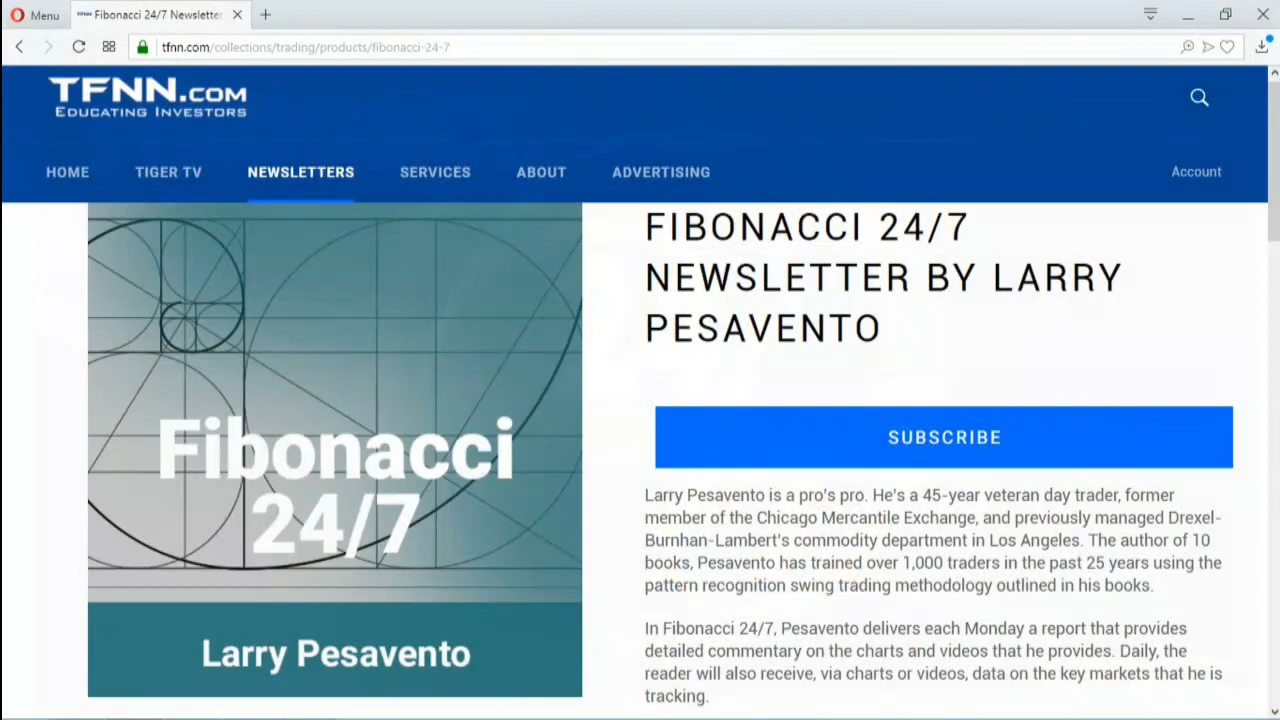 Menu
Fibonacci 24/7 Newsletter
tfnn.com/collections/trading/products/fibonacci-24-7
TFNN.COM
EDUCATING INVESTORS
HOME TIGER TV NEWSLETTERS SERVICES ABOUT ADVERTISING Account
Fibonacci
24/7
Larry Pesavento
FIBONACCI 24/7
NEWSLETTER BY LARRY
PESAVENTO
SUBSCRIBE
Larry Pesavento is a pro's pro. He's a 45-year veteran day trader, former
member of the Chicago Mercantile Exchange, and previously managed Drexel-
Burnhan-Lambert's commodity department in Los Angeles. The author of 10
books, Pesavento has trained over 1,000 traders in the past 25 years using the
pattern recognition swing trading methodology outlined in his books.
In Fibonacci 24/7, Pesavento delivers each Monday a report that provides
detailed commentary on the charts and videos that he provides. Daily, the
reader will also receive, via charts or videos, data on the key markets that he is
tracking.